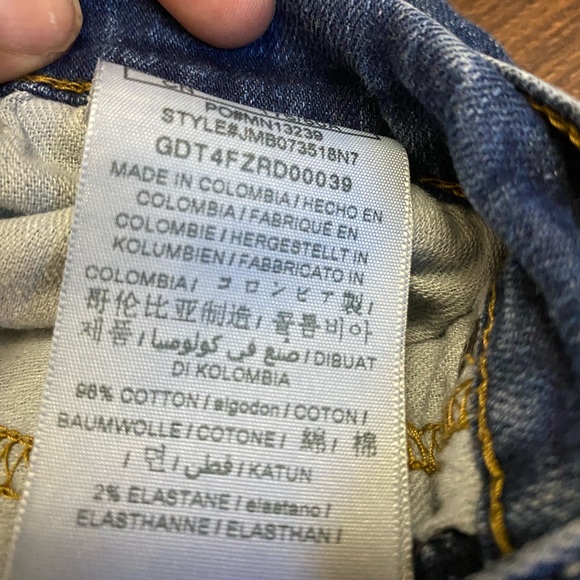 PO#MN13239
STYLE#JMB073518N7
GDT4FZRD00039
MADE IN COLOMBIA / HECHO EN
COLOMBIA / FABRIQUÉ EN
COLOMBIE / HERGESTELLT IN
KOLUMBIEN / FABBRICATO IN
COLOMBIA / コロンビア製 /
哥伦比亚制造 / 콜롬비아
제품 / صنع في كولومبيا / DIBUAT
DI KOLOMBIA
98% COTTON / algodon / COTON /
BAUMWOLLE / COTONE / 綿 / 棉
/ 면 / قطن / KATUN
2% ELASTANE / elastano /
ELASTHANNE / ELASTHAN /